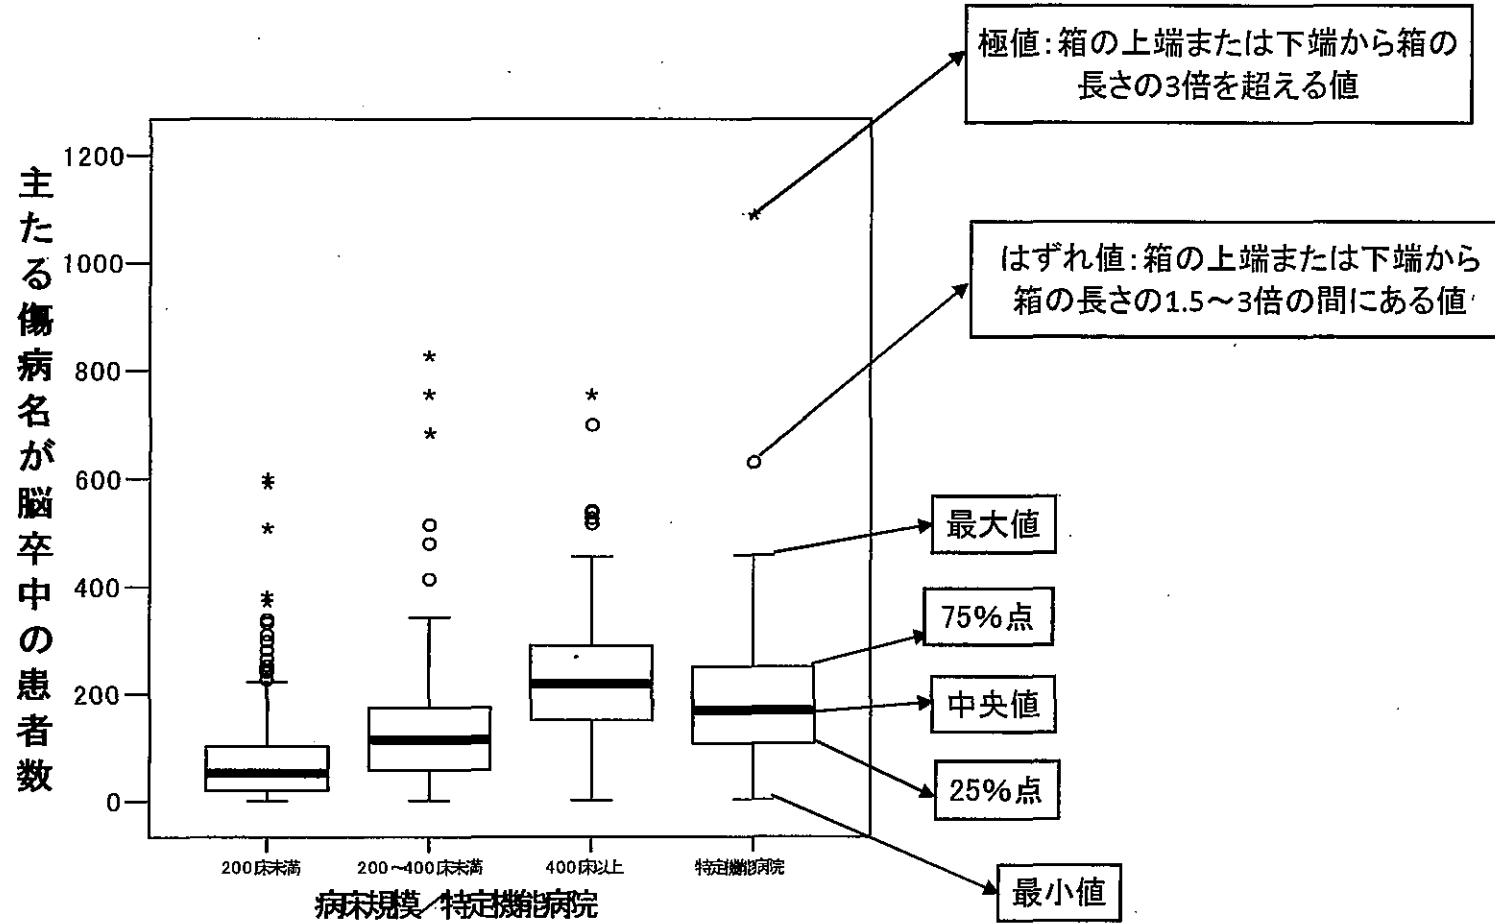 極値:箱の上端または下端から箱の
長さの3倍を超える値
はずれ値:箱の上端または下端から
箱の長さの1.5~3倍の間にある値
最大値
75%点
中央値
25%点
最小値
主たる傷病名が脳卒中の患者数
1200
1000
800
600
400
200
0
200床未満
200~400床未満
400床以上
特定機能病院
病床規模/特定機能病院